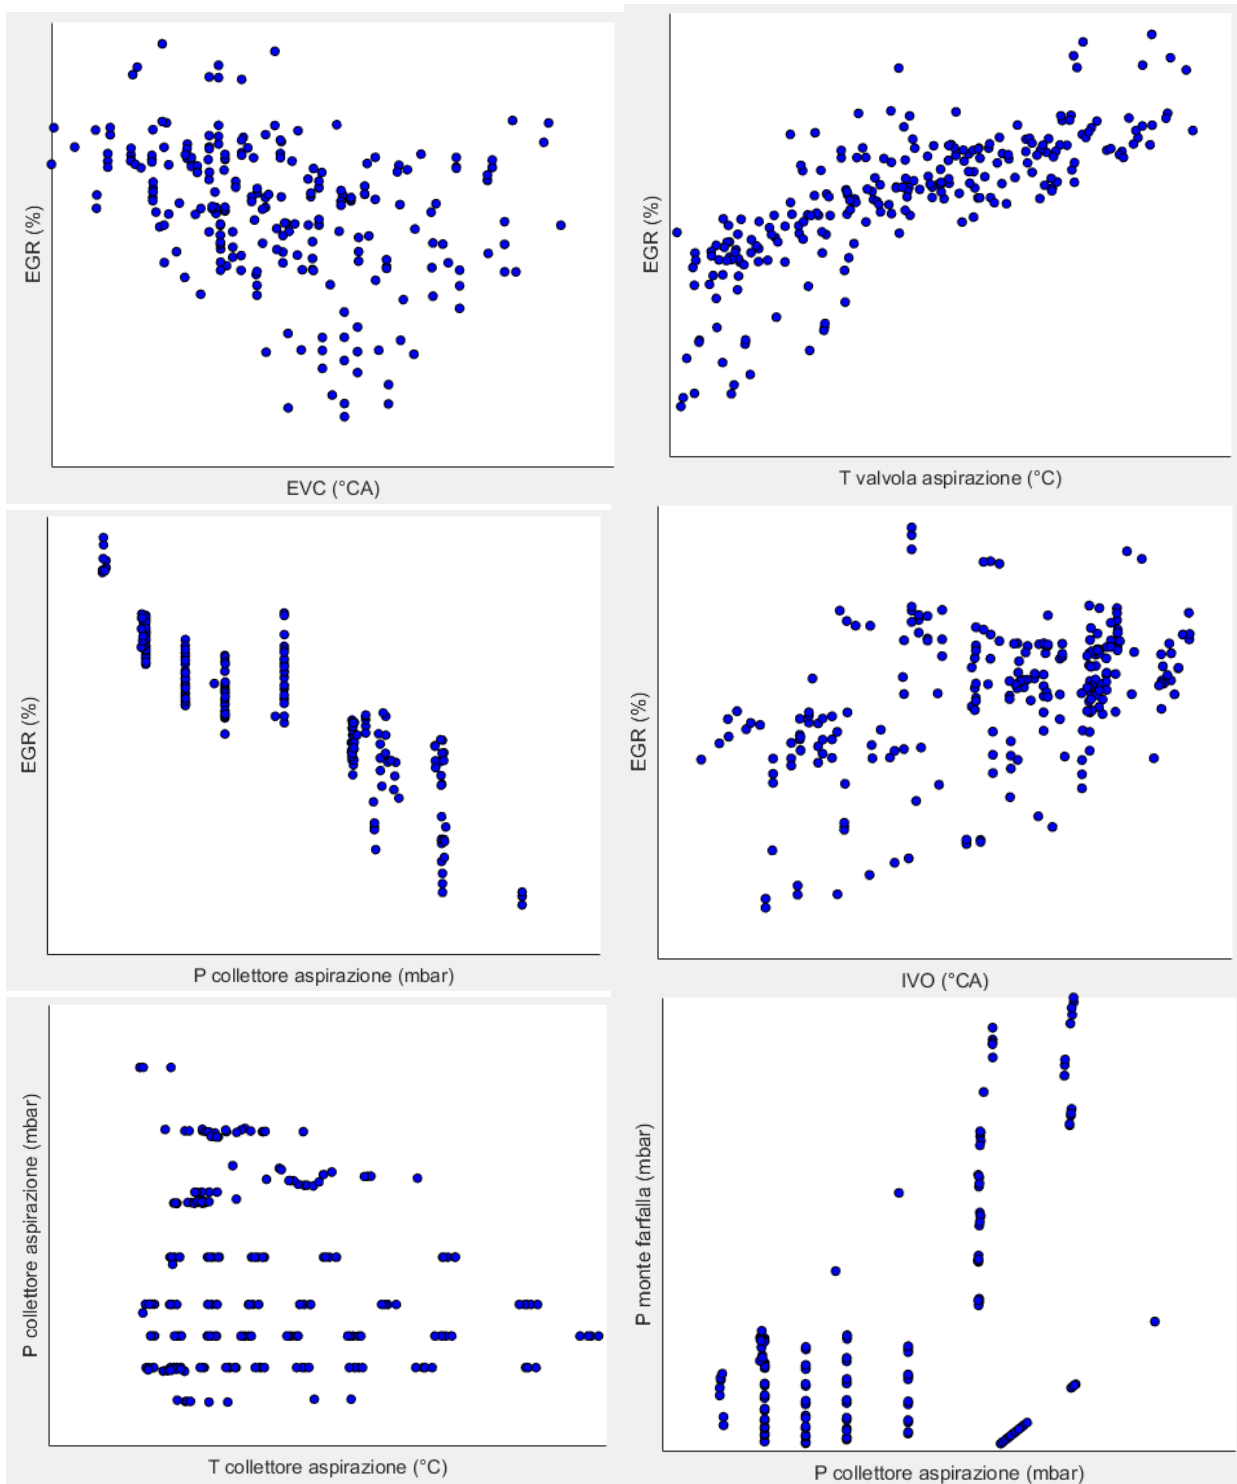 EGR (%)
EVC (°CA)
EGR (%)
T valvola aspirazione (°C)
EGR (%)
P collettore aspirazione (mbar)
EGR (%)
IVO (°CA)
P collettore aspirazione (mbar)
T collettore aspirazione (°C)
P monte farfalla (mbar)
P collettore aspirazione (mbar)